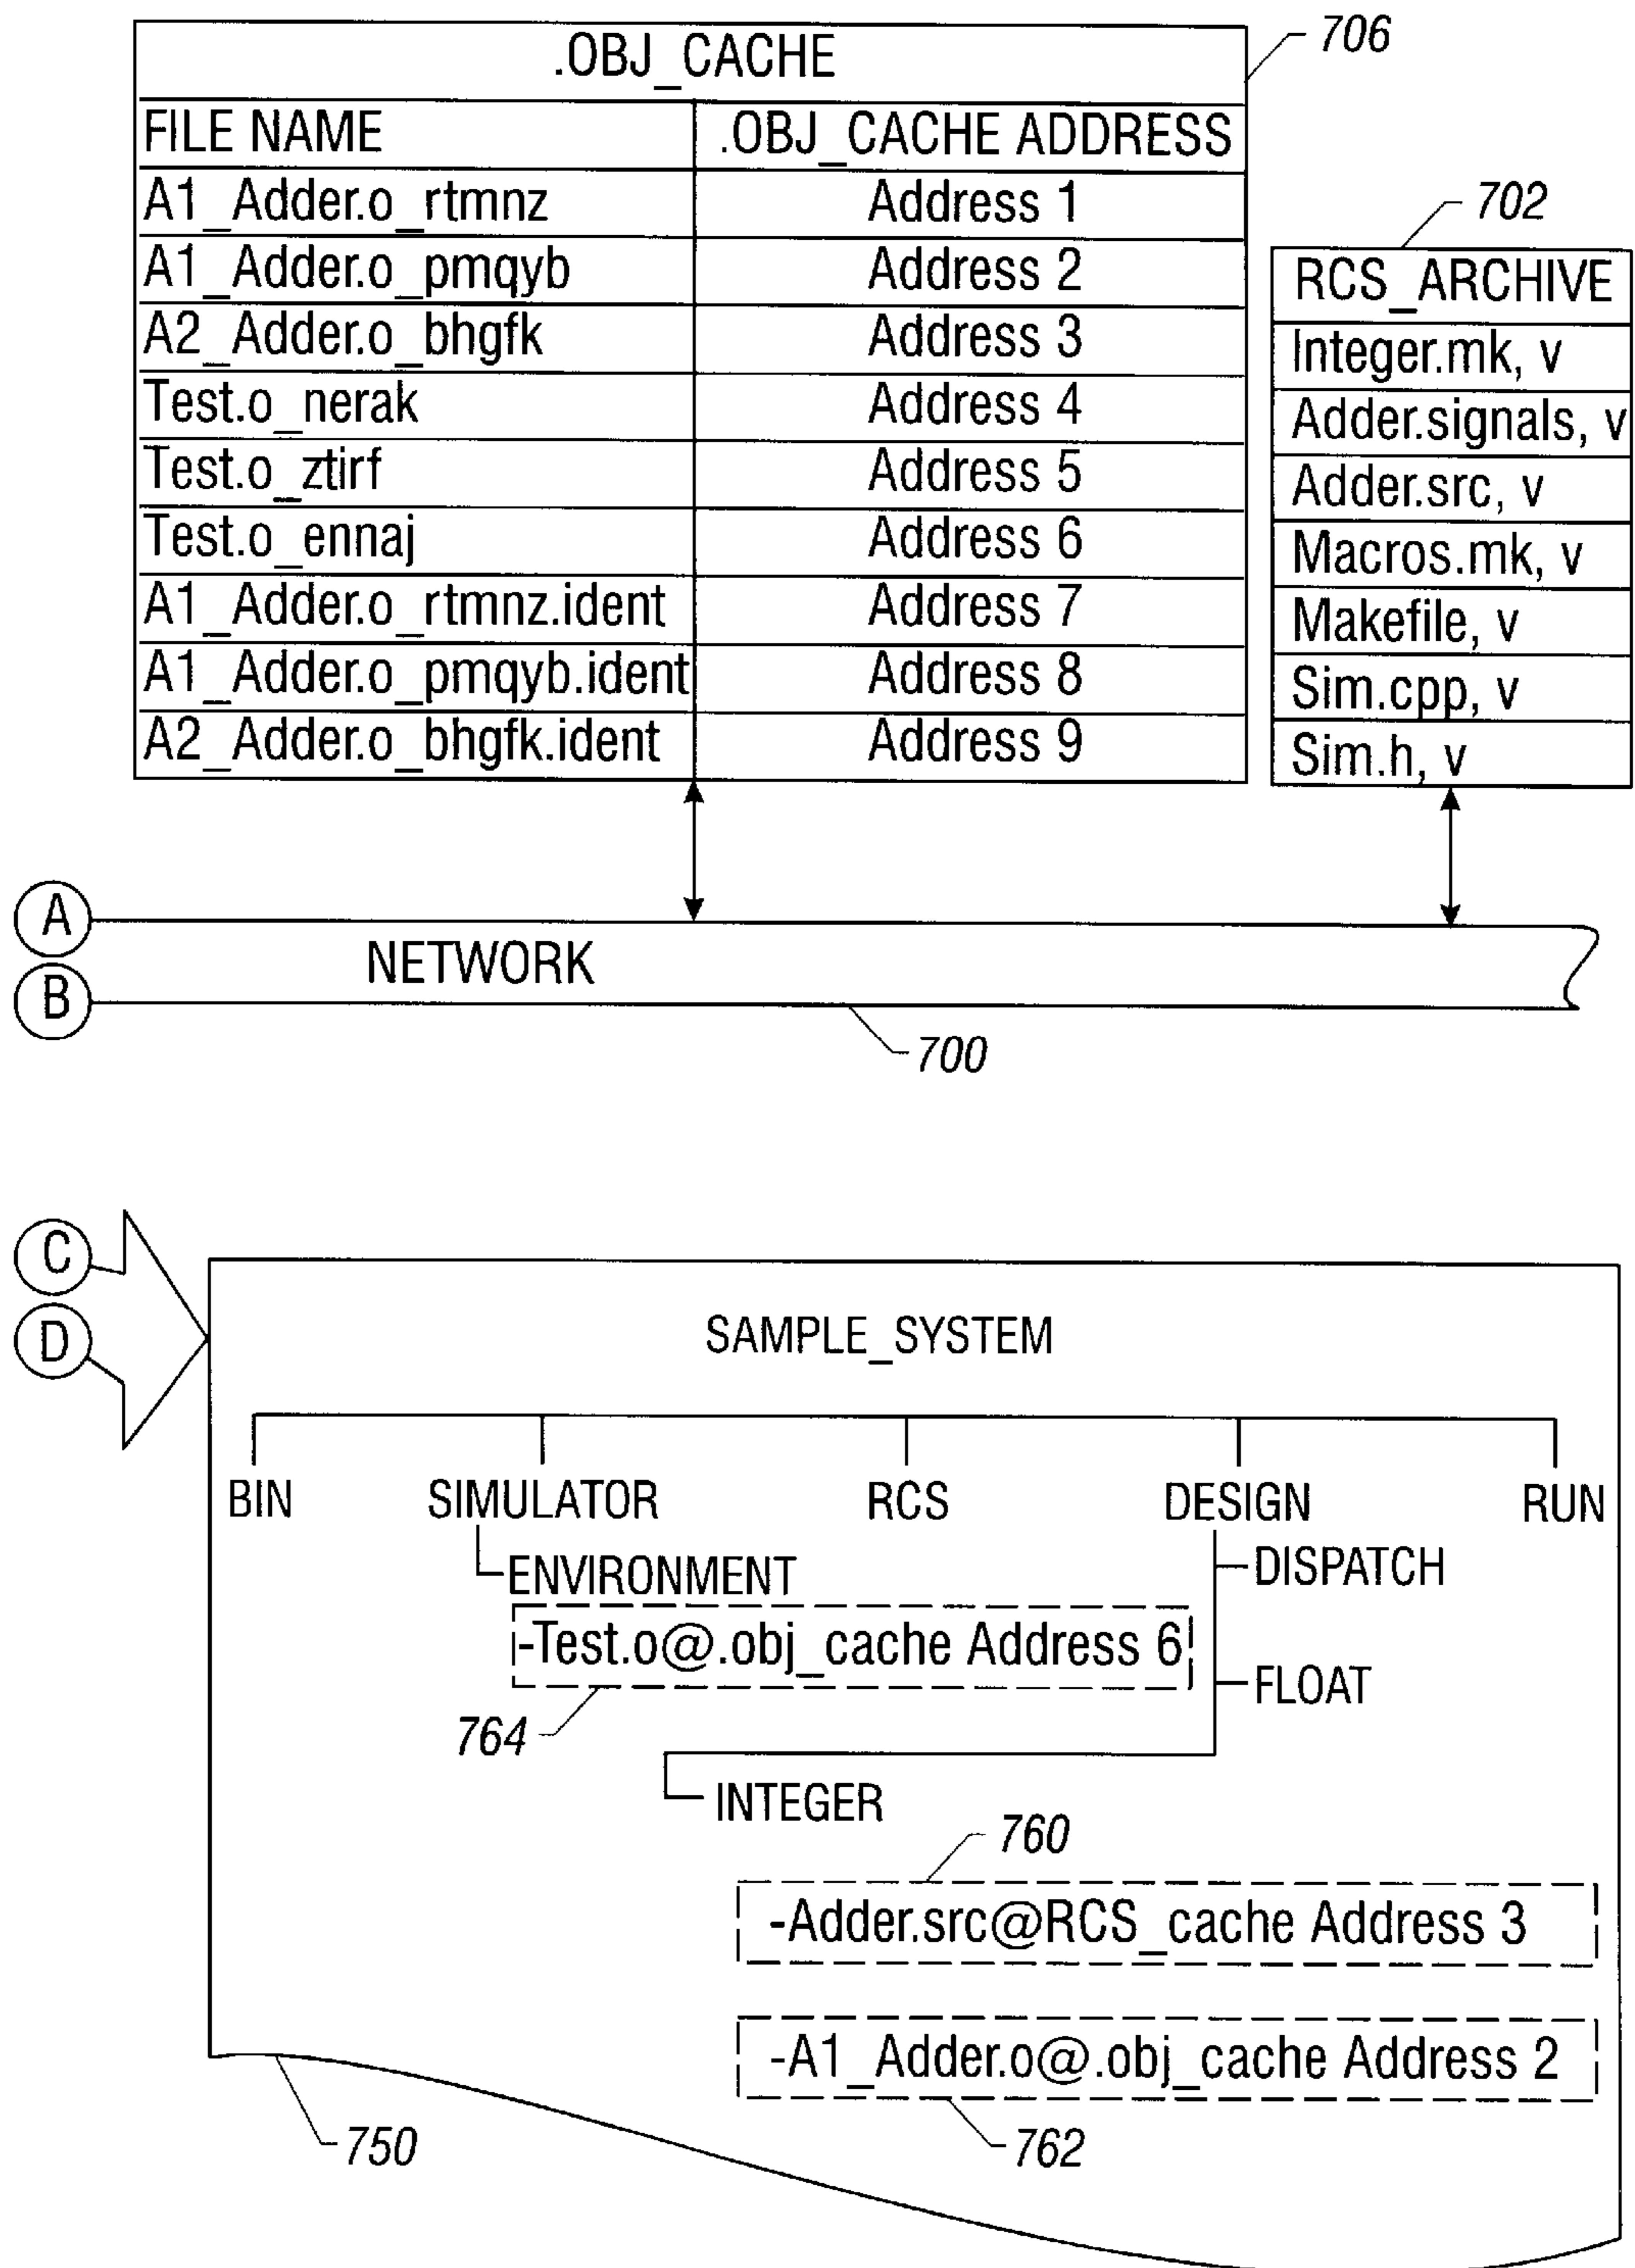 706
.OBJ_CACHE
FILE NAME .OBJ_CACHE ADDRESS
A1_Adder.o_rtmnz Address 1
A1_Adder.o_pmqyb Address 2
A2_Adder.o_bhgfk Address 3
Test.o_nerak Address 4
Test.o_ztirf Address 5
Test.o_ennaj Address 6
A1_Adder.o_rtmnz.ident Address 7
A1_Adder.o_pmqyb.ident Address 8
A2_Adder.o_bhgfk.ident Address 9
702
RCS_ARCHIVE
Integer.mk, v
Adder.signals, v
Adder.src, v
Macros.mk, v
Makefile, v
Sim.cpp, v
Sim.h, v
A
NETWORK
B
700
C
D
SAMPLE_SYSTEM
BIN SIMULATOR RCS DESIGN RUN
ENVIRONMENT DISPATCH
-Test.o@.obj_cache Address 6
FLOAT
764
INTEGER
760
-Adder.src@RCS_cache Address 3
-A1_Adder.o@.obj_cache Address 2
750 762